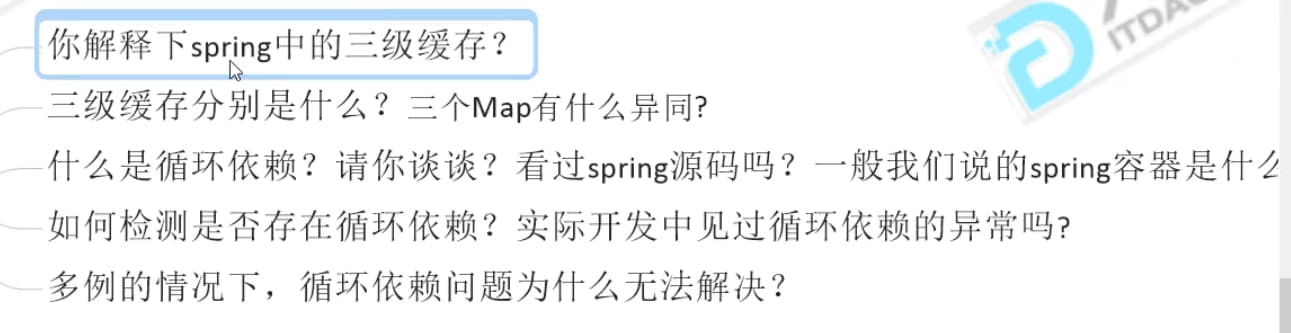 你解释下spring中的三级缓存？
三级缓存分别是什么？三个Map有什么异同?
什么是循环依赖？请你谈谈？看过spring源码吗？一般我们说的spring容器是什么
如何检测是否存在循环依赖？实际开发中见过循环依赖的异常吗?
多例的情况下，循环依赖问题为什么无法解决？